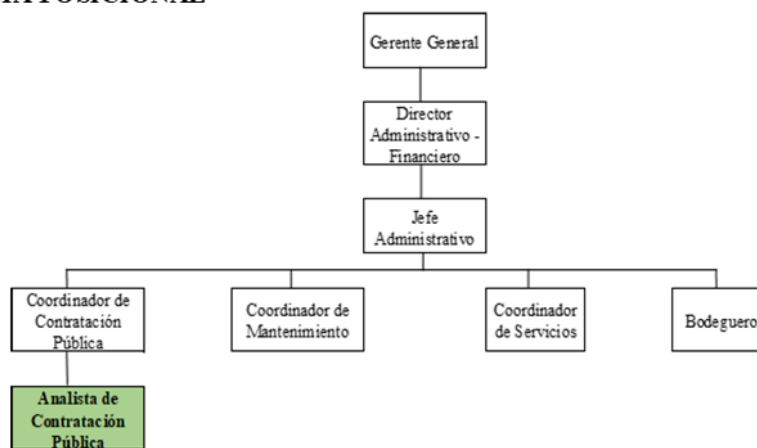 POSICIONAL
Gerente General
Director
Administrativo -
Financiero
Jefe
Administrativo
Coordinador de
Contratación
Pública
Coordinador de
Mantenimiento
Coordinador
de Servicios
Bodeguero
Analista de
Contratación
Pública